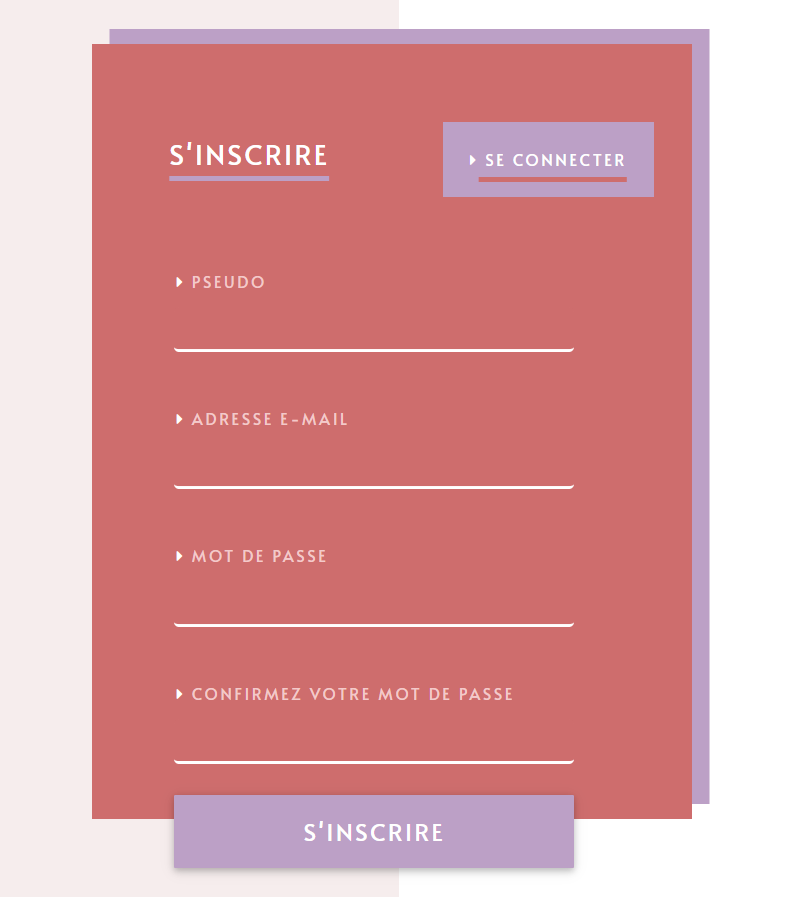 S'INSCRIRE
SE CONNECTER
PSEUDO
ADRESSE E-MAIL
MOT DE PASSE
CONFIRMEZ VOTRE MOT DE PASSE
S'INSCRIRE